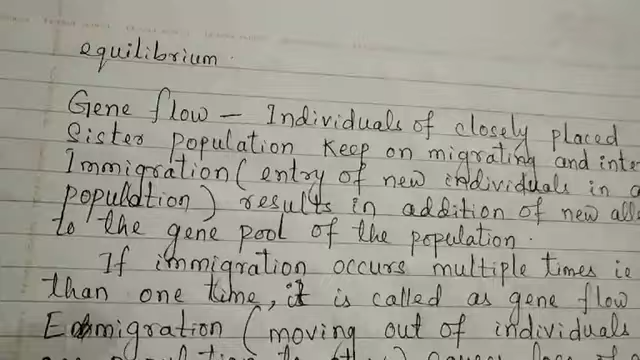 equilibrium.
Gene flow – Individuals of closely placed
Sister population keep on migrating and
Immigration (entry of new individuals in
population) results in addition of new
to the gene pool of the population.
If immigration occurs multiple times ie
than one time, it is called as gene flow
Emigration (moving out of individuals